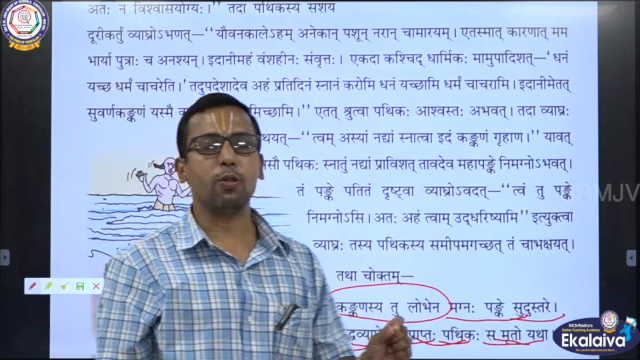 अतः न विश्वासयोग्यः।” तदा पथिकस्य संशयं
दूरीकर्तुं व्याघ्रोऽभणत्—“यौवनकालेऽहम् अनेकान् पशून् नरान् चामारयम्। एतस्मात् कारणात् मम
भार्या पुत्राः च अनश्यन्। इदानीमहं वंशहीनः संवृत्तः। एकदा कश्चिद् धार्मिकः मामुपादिशत्—‘धनं
यच्छ धर्मं चाचरेति।’ तदुपदेशादेव अहं प्रतिदिनं स्नानं करोमि धनं यच्छामि धर्मं चाचरामि। इदानीमेतत्
सुवर्णकङ्कणं यस्मै मिच्छामि।” एतत् श्रुत्वा पथिकः आश्वस्तः अभवत्। तदा व्याघ्रः
थयत्—“त्वम् अस्यां नद्यां स्नात्वा इदं कङ्कणं गृहाण।” यावत्
सौ पथिकः स्नातुं नद्यां प्राविशत् तावदेव महापङ्के निमग्नोऽभवत्।
तं पङ्के पतितं दृष्ट्वा व्याघ्रोऽवदत्—“त्वं तु पङ्के
निमग्नोऽसि। अतः अहं त्वाम् उद्धरिष्यामि” इत्युक्त्वा
व्याघ्रः तस्य पथिकस्य समीपमगच्छत् तं चाभक्षयत्।
तथा चोक्तम्—
कङ्कणस्य तु लोभेन मग्नः पङ्के सुदुस्तरे।
पथिकः स मृतो यथा
RMJV
Ekalaiva